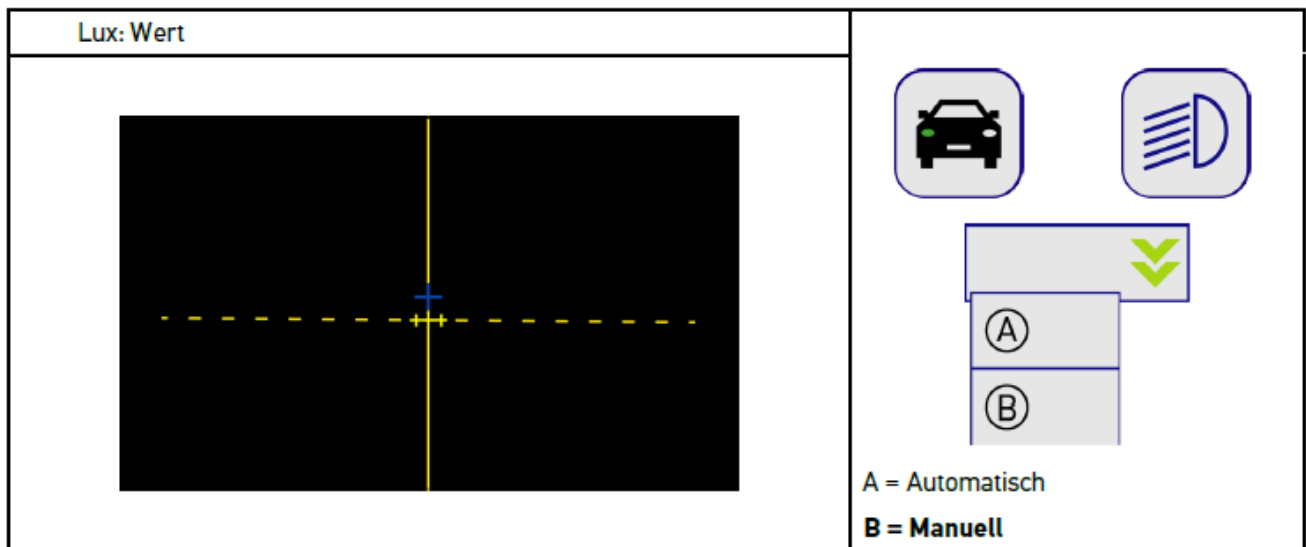 Lux: Wert
A
B
A = Automatisch
B = Manuell